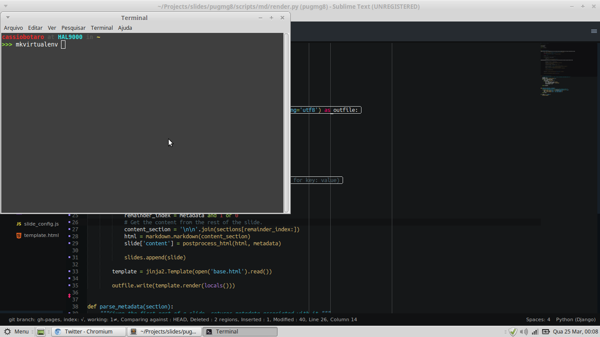 ~/Projects/slides/pugmg6/scripts/md/render.py (pugmg6) - Sublime Text (UNREGISTERED)
Terminal
Arquivo Editar Ver Pesquisar Terminal Ajuda
cassiobotaro at HAL9000 in ~
>>> mkvirtualenv
='utf8') as outfile:
for key: value)
25 remainder_index = metadata and 1 or 0
26 # Get the content from the rest of the slide.
27 content_section = '\n\n'.join(sections[remainder_index:])
28 html = markdown.markdown(content_section)
29 slide['content'] = postprocess_html(html, metadata)
30
31 slides.append(slide)
32
33 template = jinja2.Template(open('base.html').read())
34
35 outfile.write(template.render(locals()))
36
37
38 def parse_metadata(section):
slide_config.js
template.html
git branch: gh-pages, index: ✓, working: 1≠, Comparing against : HEAD, Deleted : 2 regions, Inserted : 1, Modified : 40, Line 26, Column 14
Spaces: 4 Python (Django)
Menu
Twitter - Chromium
~/Projects/slides/pug...
Terminal
Qua 25 Mar, 00:08